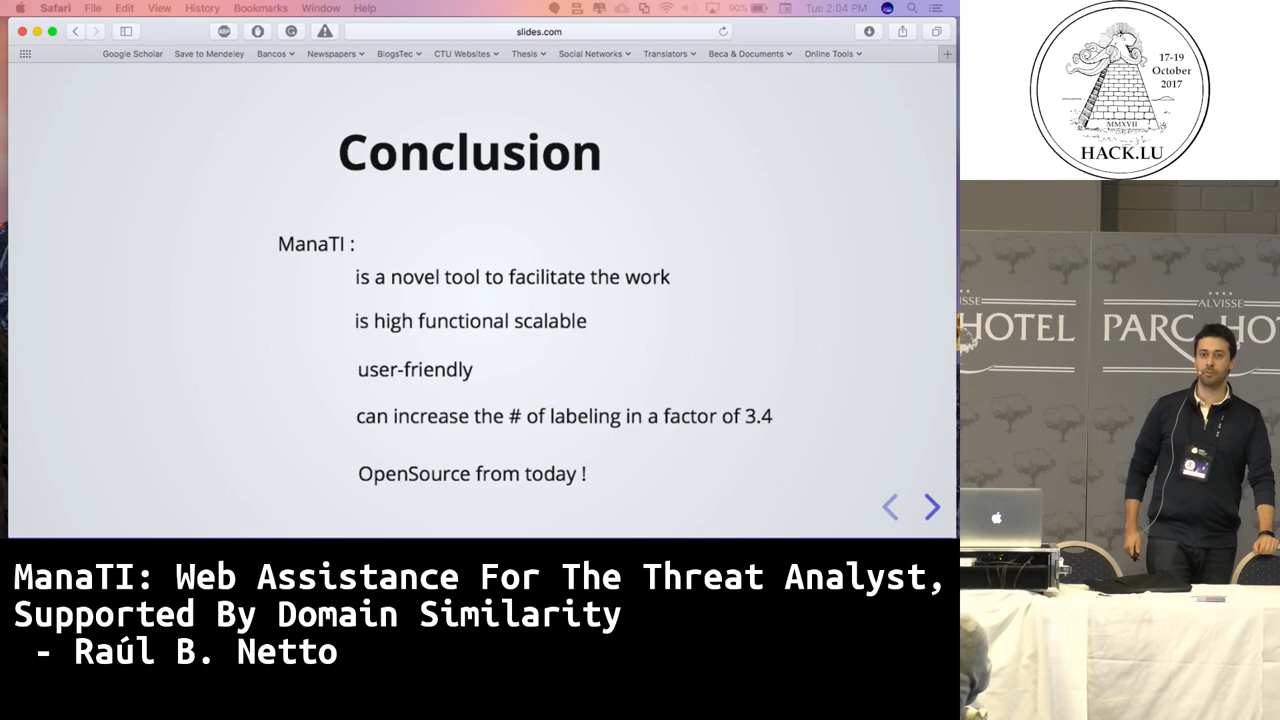 Safari File Edit View History Bookmarks Window Help
90% Tue 2:04 PM
slides.com
Google Scholar Save to Mendeley Bancos Newspapers BlogsTec CTU Websites Thesis Social Networks Translators Beca & Documents Online Tools
Conclusion
ManaTI :
is a novel tool to facilitate the work
is high functional scalable
user-friendly
can increase the # of labeling in a factor of 3.4
OpenSource from today !
17-19
October
2017
MMXVII
HACK.LU
ALVISSE
HOTEL PARC HOT
ManaTI: Web Assistance For The Threat Analyst,
Supported By Domain Similarity
- Raúl B. Netto